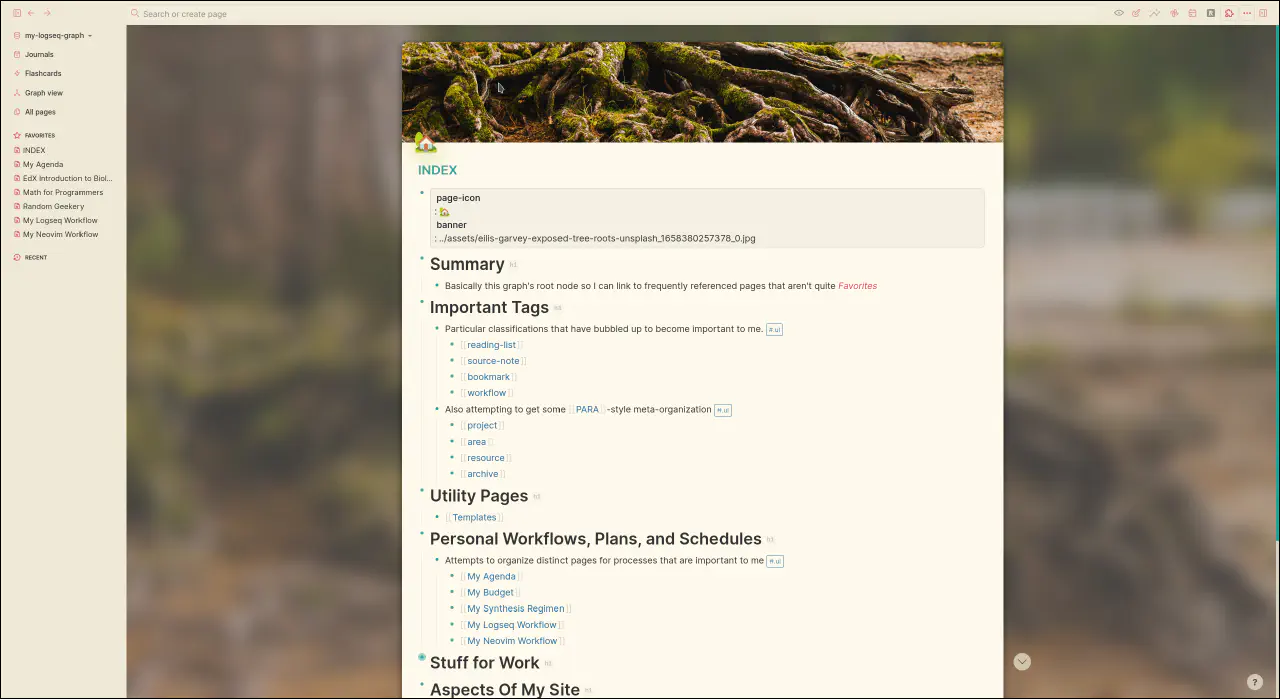 Search or create page
my-logseq-graph
Journals
Flashcards
Graph view
All pages
FAVORITES
INDEX
My Agenda
EdX Introduction to Biol...
Math for Programmers
Random Geekery
My Logseq Workflow
My Neovim Workflow
RECENT
INDEX
page-icon
:
banner
: ../assets/eilis-garvey-exposed-tree-roots-unsplash_1658380257378_0.jpg
Summary
Basically this graph's root node so I can link to frequently referenced pages that aren't quite Favorites
Important Tags
Particular classifications that have bubbled up to become important to me. #.ul
[[reading-list]]
[[source-note]]
[[bookmark]]
[[workflow]]
Also attempting to get some [[PARA]]-style meta-organization #.ul
[[project]]
[[area]]
[[resource]]
[[archive]]
Utility Pages
[[Templates]]
Personal Workflows, Plans, and Schedules
Attempts to organize distinct pages for processes that are important to me #.ul
[[My Agenda]]
[[My Budget]]
[[My Synthesis Regimen]]
[[My Logseq Workflow]]
[[My Neovim Workflow]]
Stuff for Work
Aspects Of My Site
?